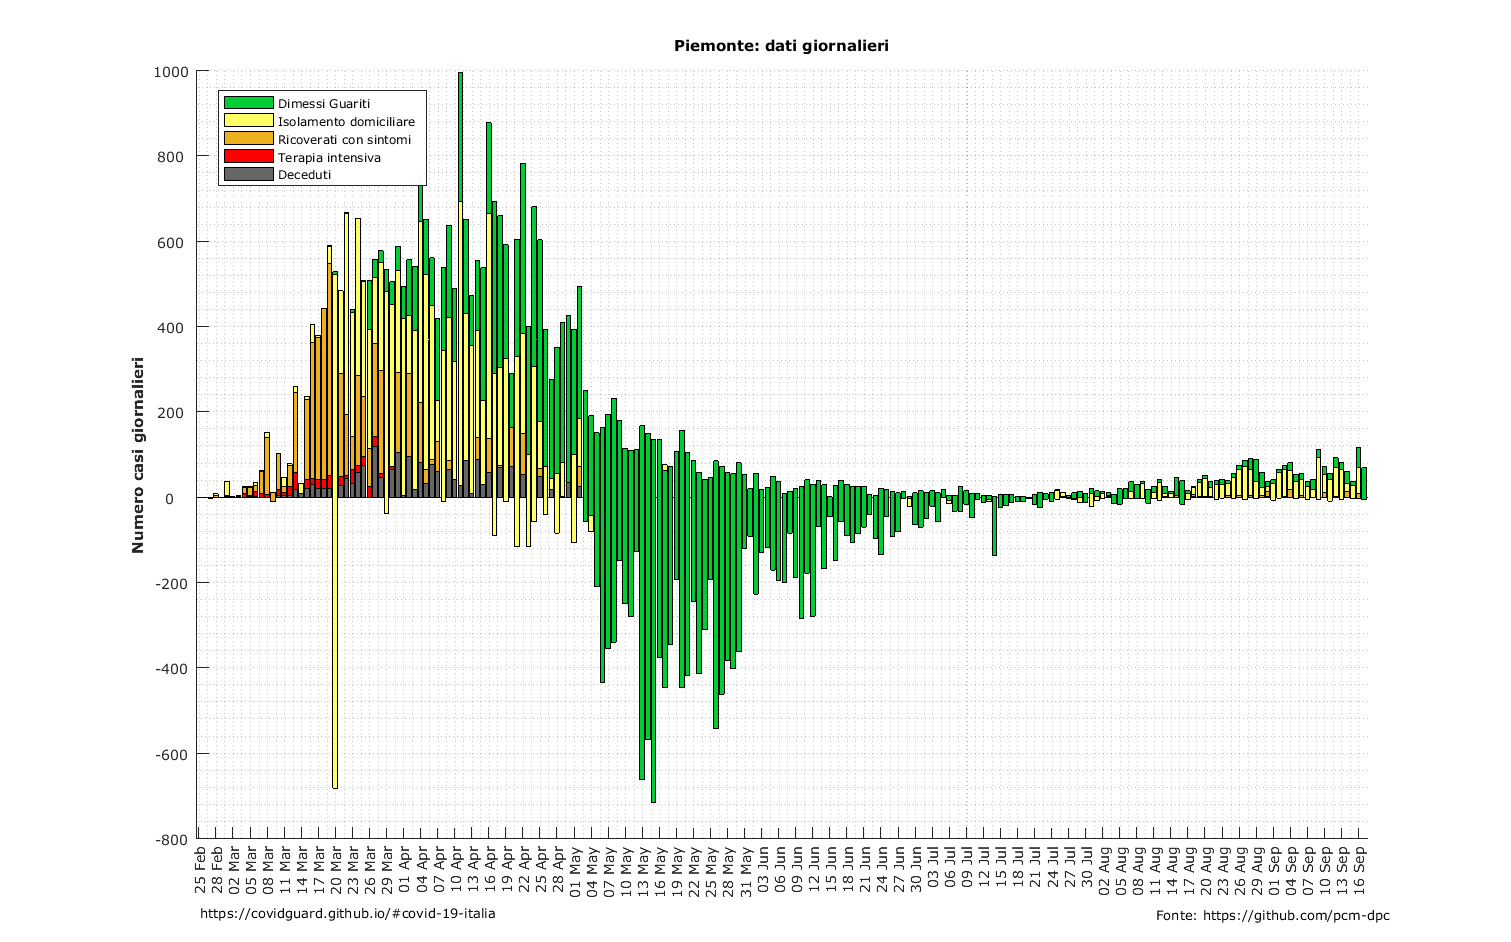 Piemonte: dati giornalieri
1000
800
600
400
200
0
-200
-400
-600
-800
Numero casi giornalieri
Dimessi Guariti
Isolamento domiciliare
Ricoverati con sintomi
Terapia intensiva
Deceduti
25 Feb
28 Feb
02 Mar
05 Mar
08 Mar
11 Mar
14 Mar
17 Mar
20 Mar
23 Mar
26 Mar
29 Mar
01 Apr
04 Apr
07 Apr
10 Apr
13 Apr
16 Apr
19 Apr
22 Apr
25 Apr
28 Apr
01 May
04 May
07 May
10 May
13 May
16 May
19 May
22 May
25 May
28 May
31 May
03 Jun
06 Jun
09 Jun
12 Jun
15 Jun
18 Jun
21 Jun
24 Jun
27 Jun
30 Jun
03 Jul
06 Jul
09 Jul
12 Jul
15 Jul
18 Jul
21 Jul
24 Jul
27 Jul
30 Jul
02 Aug
05 Aug
08 Aug
11 Aug
14 Aug
17 Aug
20 Aug
23 Aug
26 Aug
29 Aug
01 Sep
04 Sep
07 Sep
10 Sep
13 Sep
16 Sep
https://covidguard.github.io/#covid-19-italia
Fonte: https://github.com/pcm-dpc